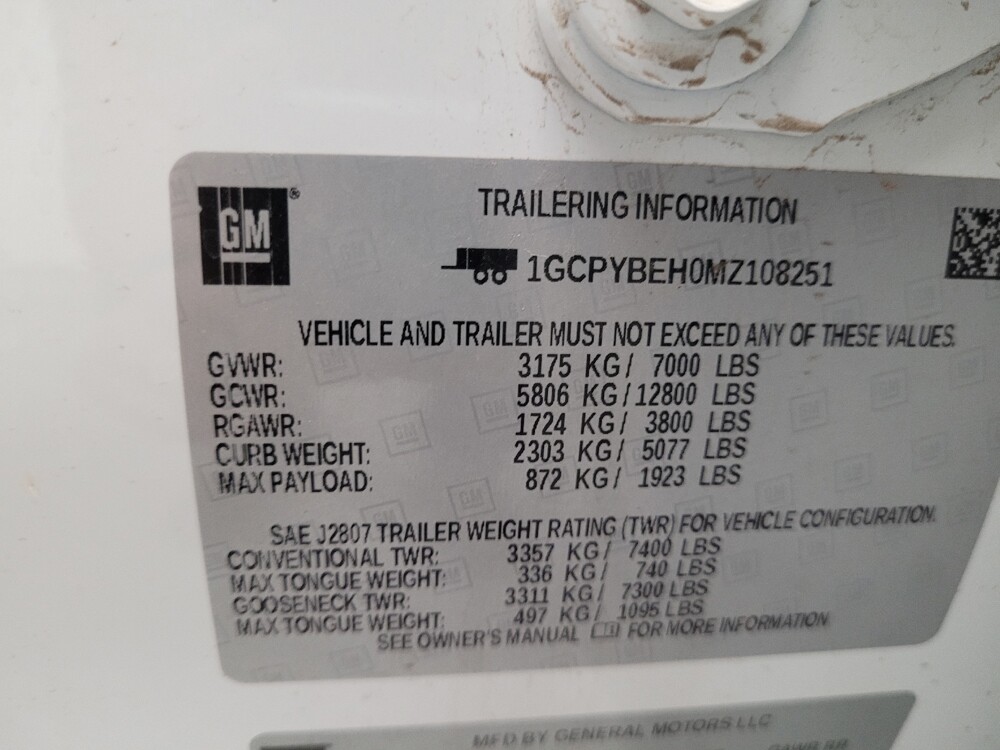 GM®
TRAILERING INFORMATION
1GCPYBEH0MZ108251
VEHICLE AND TRAILER MUST NOT EXCEED ANY OF THESE VALUES.
GVWR: 3175 KG/ 7000 LBS
GCWR: 5806 KG/12800 LBS
RGAWR: 1724 KG/ 3800 LBS
CURB WEIGHT: 2303 KG/ 5077 LBS
MAX PAYLOAD: 872 KG/ 1923 LBS
SAE J2807 TRAILER WEIGHT RATING (TWR) FOR VEHICLE CONFIGURATION.
CONVENTIONAL TWR: 3357 KG/ 7400 LBS
MAX TONGUE WEIGHT: 336 KG/ 740 LBS
GOOSENECK TWR: 3311 KG/ 7300 LBS
MAX TONGUE WEIGHT: 497 KG/ 1095 LBS
SEE OWNER'S MANUAL FOR MORE INFORMATION
MFD BY GENERAL MOTORS LLC